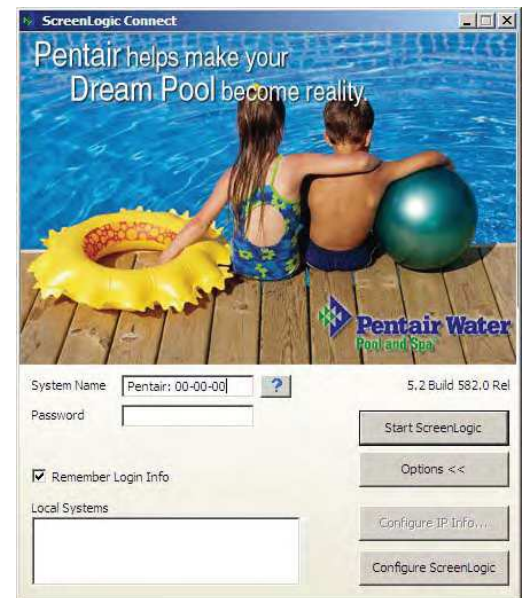 ScreenLogic Connect
Pentair helps make your
Dream Pool become reality.
Pentair Water
Pool and Spa
System Name
Pentair: 00-00-00
?
5.2 Build 582.0 Rel
Password
Start ScreenLogic
Remember Login Info
Options <<
Local Systems
Configure IP Info...
Configure ScreenLogic